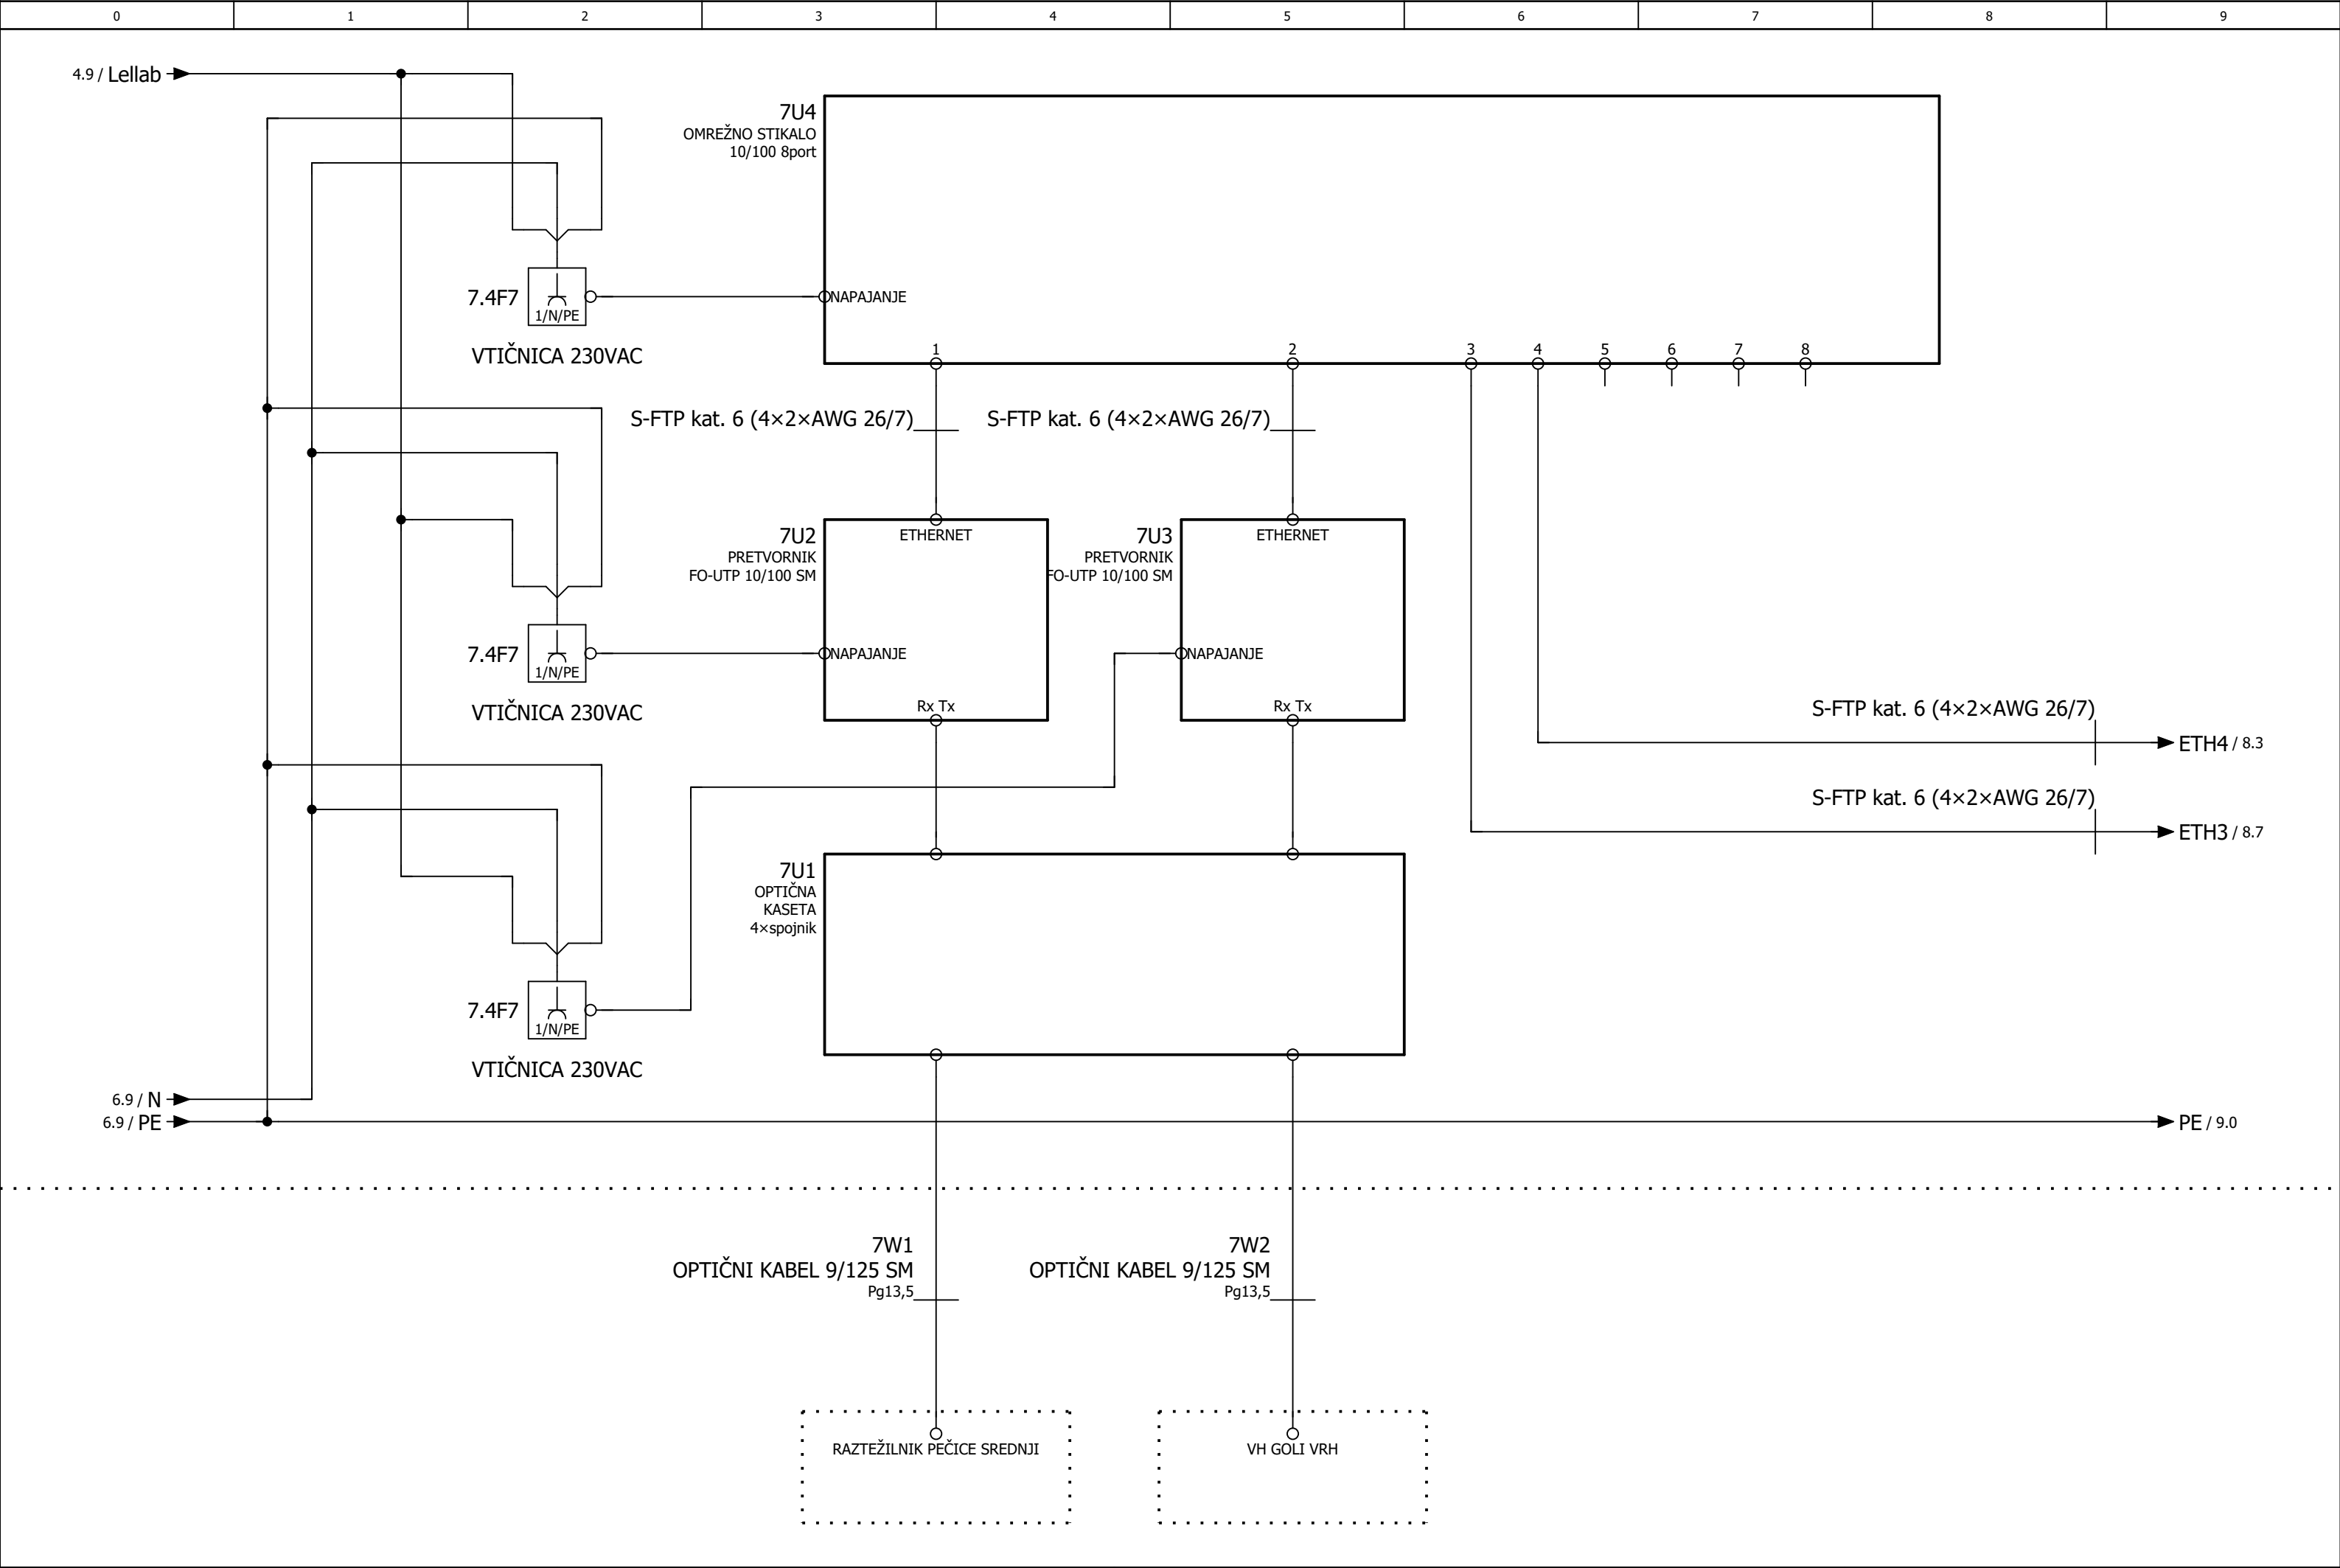 0 1 2 3 4 5 6 7 8 9
4.9 / Lellab
7U4
OMREŽNO STIKALO
10/100 8port
7.4F7
1/N/PE
NAPAJANJE
VTIČNICA 230VAC
1 2 3 4 5 6 7 8
S-FTP kat. 6 (4×2×AWG 26/7)
S-FTP kat. 6 (4×2×AWG 26/7)
7U2
PRETVORNIK
FO-UTP 10/100 SM
ETHERNET
7U3
PRETVORNIK
FO-UTP 10/100 SM
ETHERNET
7.4F7
1/N/PE
NAPAJANJE
NAPAJANJE
VTIČNICA 230VAC
Rx Tx
Rx Tx
S-FTP kat. 6 (4×2×AWG 26/7)
ETH4 / 8.3
S-FTP kat. 6 (4×2×AWG 26/7)
ETH3 / 8.7
7U1
OPTIČNA
KASETA
4×spojnik
7.4F7
1/N/PE
VTIČNICA 230VAC
6.9 / N
6.9 / PE
PE / 9.0
7W1
OPTIČNI KABEL 9/125 SM
Pg13,5
7W2
OPTIČNI KABEL 9/125 SM
Pg13,5
RAZTEŽILNIK PEČICE SREDNJI
VH GOLI VRH